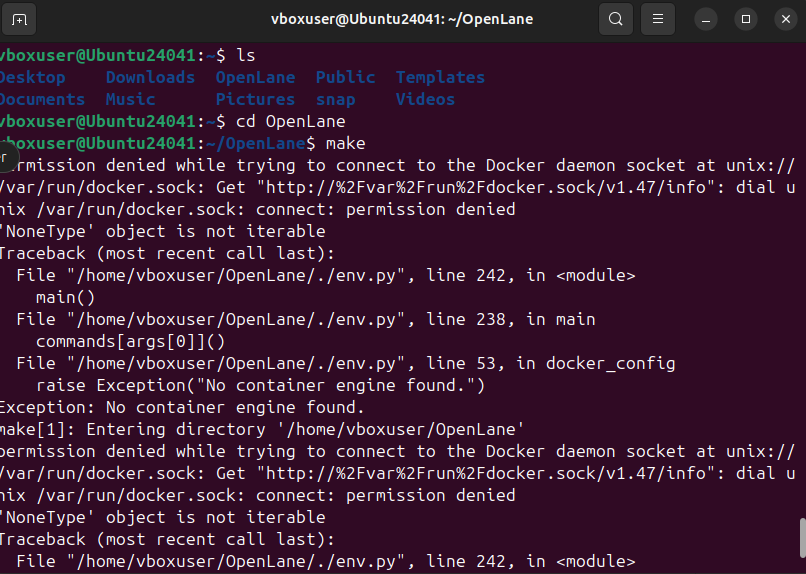 vboxuser@Ubuntu24041: ~/OpenLane
vboxuser@Ubuntu24041:~$ ls
Desktop Downloads OpenLane Public Templates
Documents Music Pictures snap Videos
vboxuser@Ubuntu24041:~$ cd OpenLane
vboxuser@Ubuntu24041:~/OpenLane$ make
er
permission denied while trying to connect to the Docker daemon socket at unix://
/var/run/docker.sock: Get "http://%2Fvar%2Frun%2Fdocker.sock/v1.47/info": dial u
nix /var/run/docker.sock: connect: permission denied
'NoneType' object is not iterable
Traceback (most recent call last):
File "/home/vboxuser/OpenLane/./env.py", line 242, in <module>
main()
File "/home/vboxuser/OpenLane/./env.py", line 238, in main
commands[args[0]]()
File "/home/vboxuser/OpenLane/./env.py", line 53, in docker_config
raise Exception("No container engine found.")
Exception: No container engine found.
make[1]: Entering directory '/home/vboxuser/OpenLane'
permission denied while trying to connect to the Docker daemon socket at unix://
/var/run/docker.sock: Get "http://%2Fvar%2Frun%2Fdocker.sock/v1.47/info": dial u
nix /var/run/docker.sock: connect: permission denied
'NoneType' object is not iterable
Traceback (most recent call last):
File "/home/vboxuser/OpenLane/./env.py", line 242, in <module>